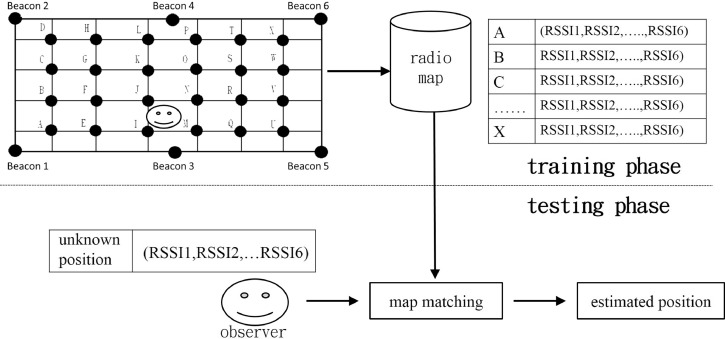 Beacon 2 Beacon 4 Beacon 6
D H L P T X
C G K O S W
B F J N R V
A E I M Q U
Beacon 1 Beacon 3 Beacon 5
radio
map
A (RSSI1,RSSI2,…..,RSSI6)
B RSSI1,RSSI2,…..,RSSI6)
C RSSI1,RSSI2,…..,RSSI6)
…… RSSI1,RSSI2,…..,RSSI6)
X RSSI1,RSSI2,…..,RSSI6)
training phase
testing phase
unknown
position
(RSSI1,RSSI2,…RSSI6)
observer
map matching
estimated position